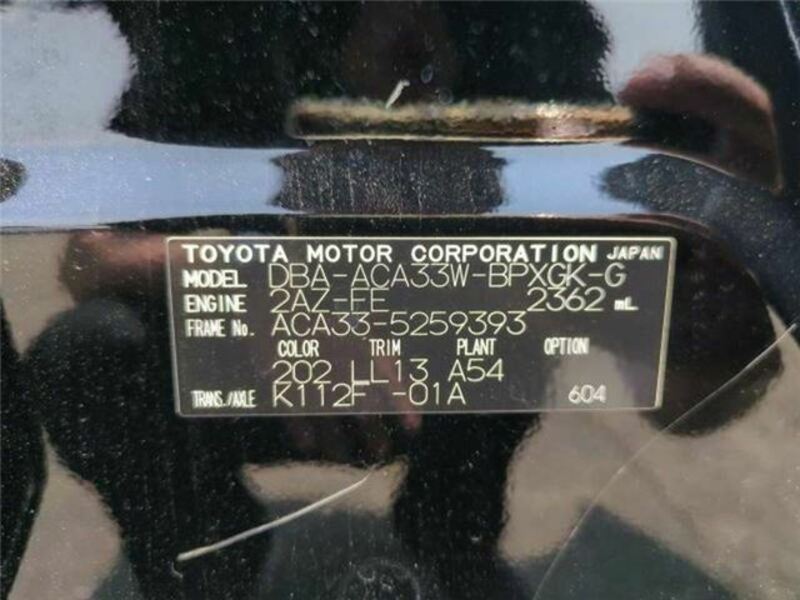 TOYOTA MOTOR CORPORATION JAPAN
MODEL DBA-ACA33W-BPXGK-G
ENGINE 2AZ-FE 2362 mL
FRAME No. ACA33-5259393
COLOR TRIM PLANT OPTION
202 LL13 A54
TRANS./AXLE K112F -01A 604